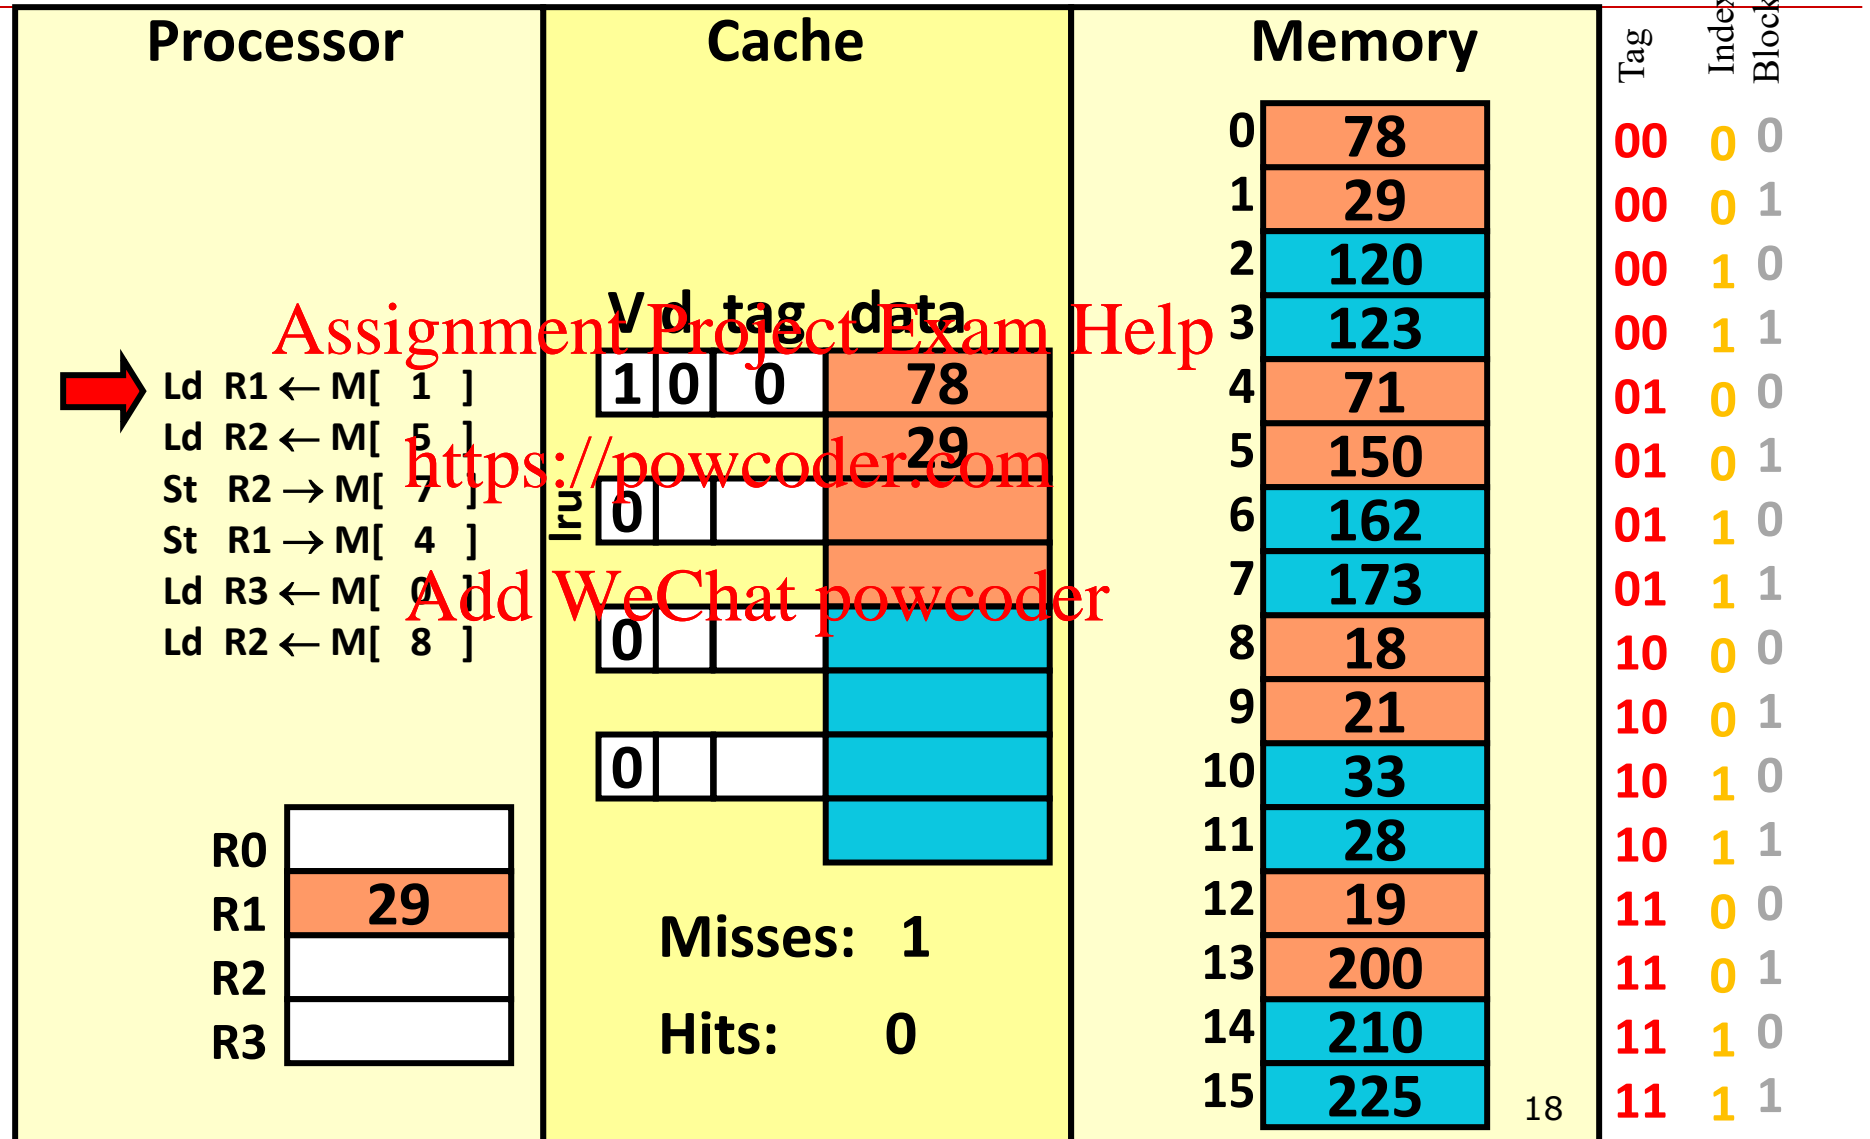 Processor
Cache
Memory
Tag
Index
Block
Assignment Project Exam Help
https://powcoder.com
Add WeChat powcoder
Ld R1 ← M[ 1 ]
Ld R2 ← M[ 5 ]
St R2 → M[ 7 ]
St R1 → M[ 4 ]
Ld R3 ← M[ 0 ]
Ld R2 ← M[ 8 ]
R0
R1 29
R2
R3
V d tag data
1 0 0 78
29
lru
0
0
0
Misses: 1
Hits: 0
0 78 00 0 0
1 29 00 0 1
2 120 00 1 0
3 123 00 1 1
4 71 01 0 0
5 150 01 0 1
6 162 01 1 0
7 173 01 1 1
8 18 10 0 0
9 21 10 0 1
10 33 10 1 0
11 28 10 1 1
12 19 11 0 0
13 200 11 0 1
14 210 11 1 0
15 225 11 1 1
18